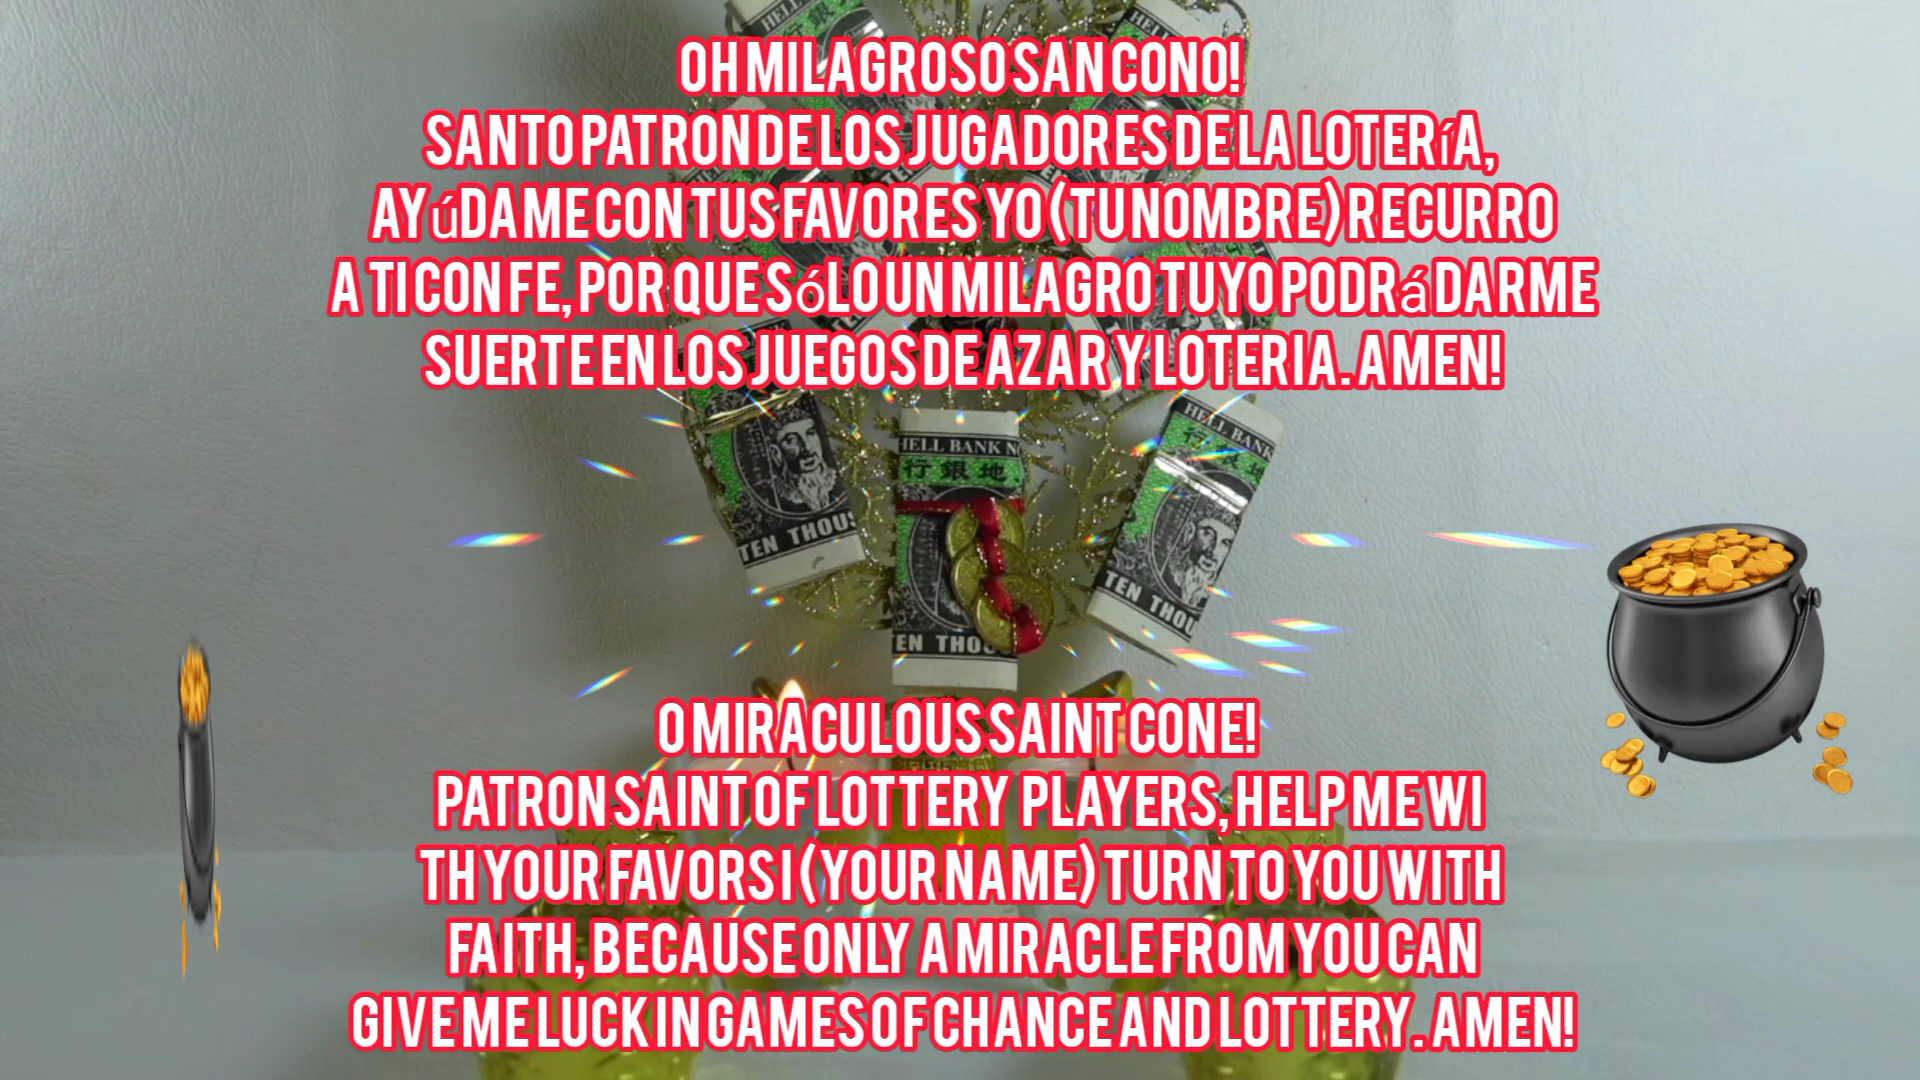 OH MILAGROSO SAN CONO!
SANTO PATRON DE LOS JUGADORES DE LA LOTERíA,
AYúDAME CON TUS FAVORES YO (TU NOMBRE) RECURRO
A TI CON FE, POR QUE SóLO UN MILAGRO TUYO PODRá DARME
SUERTE EN LOS JUEGOS DE AZAR Y LOTERIA. AMEN!
HELL BANK N
行銀地
EN THOU
TEN THOUS
HELL BANK
行銀
TEN THOU
O MIRACULOUS SAINT CONE!
PATRON SAINT OF LOTTERY PLAYERS, HELP ME WI
TH YOUR FAVORS I (YOUR NAME) TURN TO YOU WITH
FAITH, BECAUSE ONLY A MIRACLE FROM YOU CAN
GIVE ME LUCK IN GAMES OF CHANCE AND LOTTERY. AMEN!